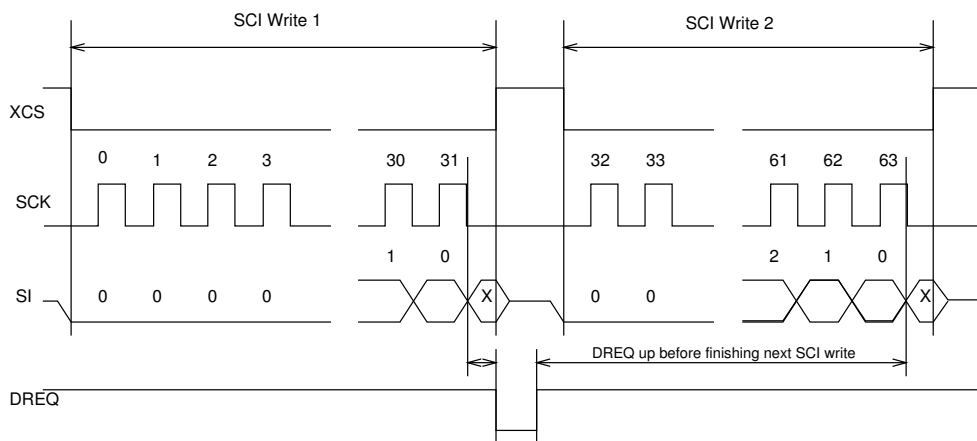 SCI Write 1 SCI Write 2
XCS
0 1 2 3 30 31 32 33 61 62 63
SCK
1 0 2 1 0
SI 0 0 0 0 X 0 0 X
DREQ up before finishing next SCI write
DREQ